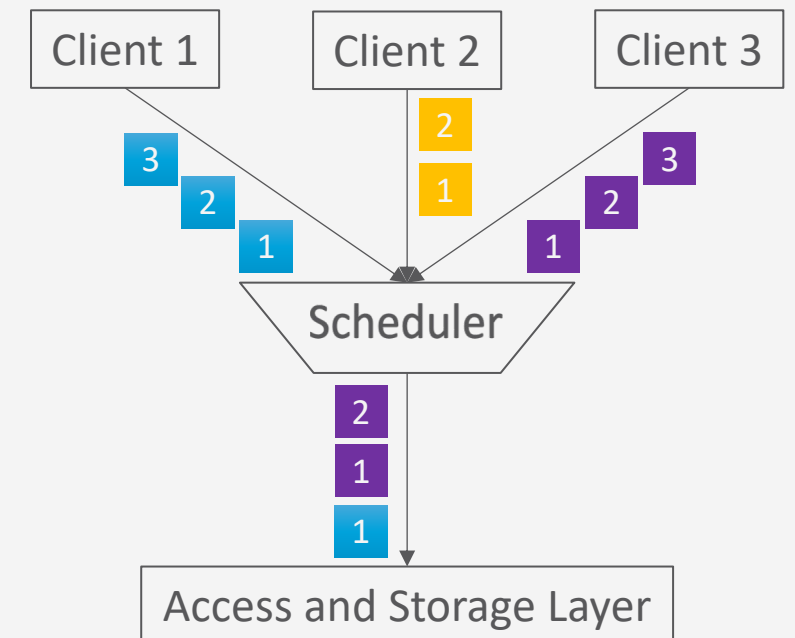 Client 1
Client 2
Client 3
3
2
1
2
1
3
2
1
Scheduler
2
1
1
Access and Storage Layer